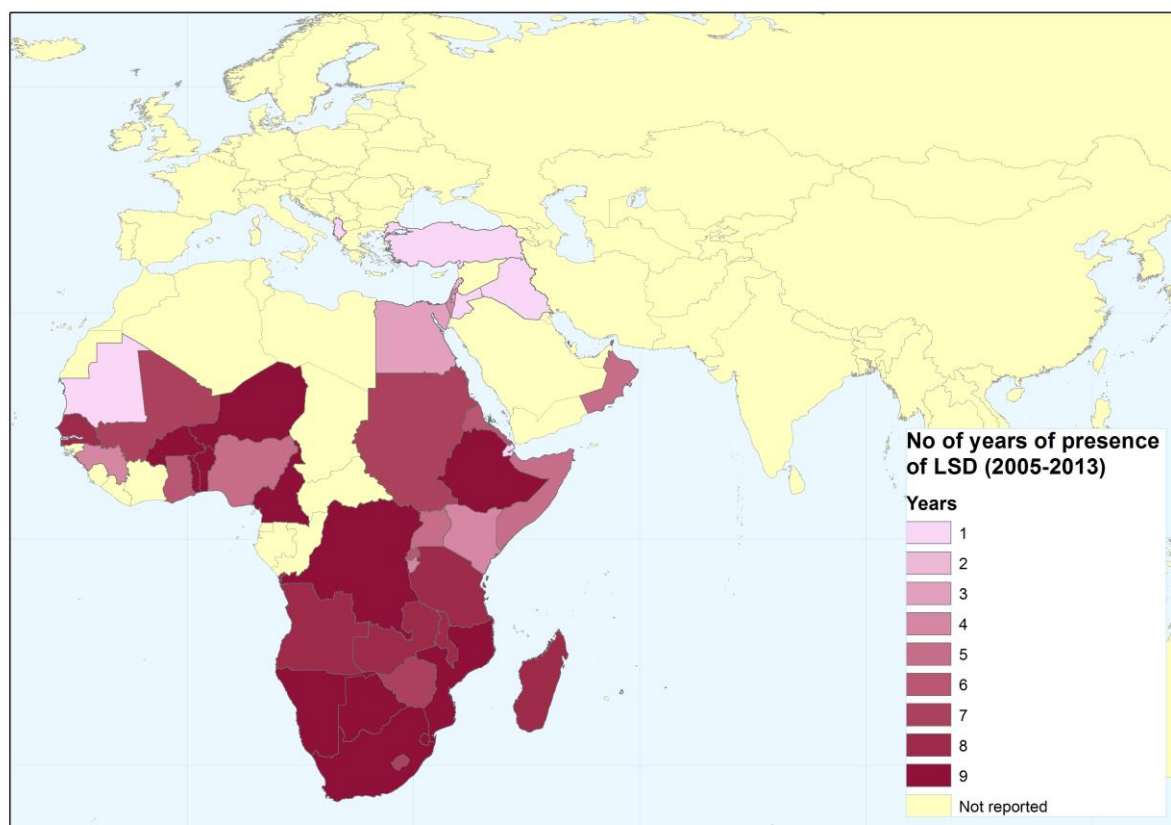 No of years of presence
of LSD (2005-2013)
Years
1
2
3
4
5
6
7
8
9
Not reported